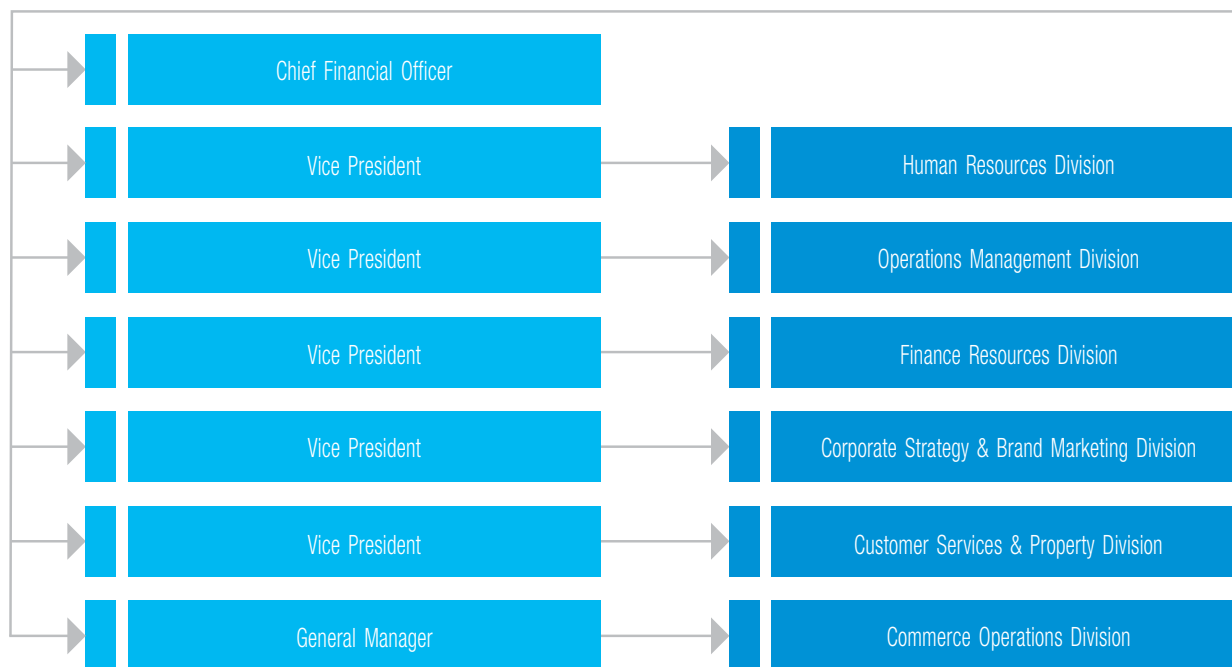 Chief Financial Officer
Vice President
Human Resources Division
Vice President
Operations Management Division
Vice President
Finance Resources Division
Vice President
Corporate Strategy & Brand Marketing Division
Vice President
Customer Services & Property Division
General Manager
Commerce Operations Division